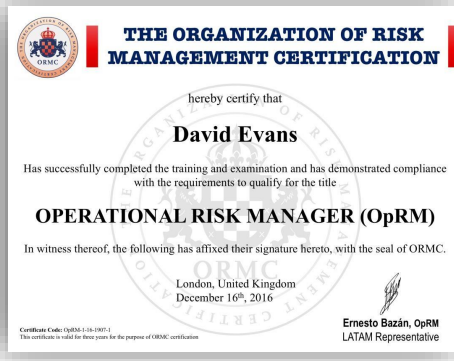 THE ORGANIZATION OF RISK
MANAGEMENT CERTIFICATION
ORMC
hereby certify that
David Evans
Has successfully completed the training and examination and has demonstrated compliance
with the requirements to qualify for the title
OPERATIONAL RISK MANAGER (OpRM)
In witness thereof, the following has affixed their signature hereto, with the seal of ORMC.
ORMC
London, United Kingdom
December 16th, 2016
Ernesto Bazán, OpRM
LATAM Representative
Certificate Code: OpRM-1-16-1907-1
This certificate is valid for three years for the purpose of ORMC certification